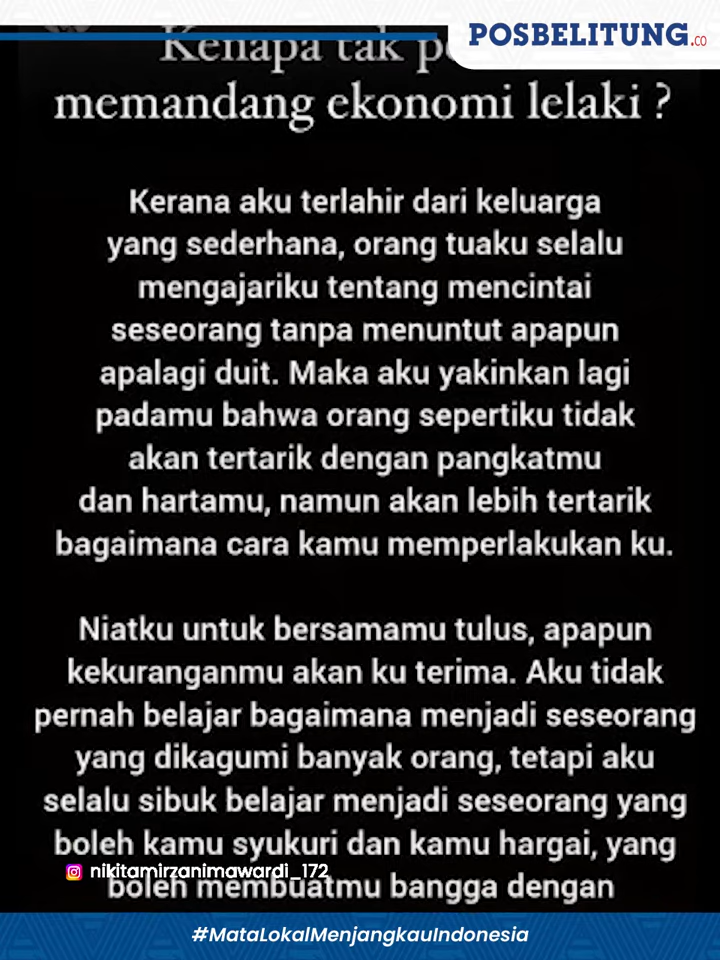 POSBELITUNG.CO
Kenapa tak
memandang ekonomi lelaki ?
Kerana aku terlahir dari keluarga
yang sederhana, orang tuaku selalu
mengajariku tentang mencintai
seseorang tanpa menuntut apapun
apalagi duit. Maka aku yakinkan lagi
padamu bahwa orang sepertiku tidak
akan tertarik dengan pangkatmu
dan hartamu, namun akan lebih tertarik
bagaimana cara kamu memperlakukan ku.
Niatku untuk bersamamu tulus, apapun
kekuranganmu akan ku terima. Aku tidak
pernah belajar bagaimana menjadi seseorang
yang dikagumi banyak orang, tetapi aku
selalu sibuk belajar menjadi seseorang yang
boleh kamu syukuri dan kamu hargai, yang
nikitamirzanimawardi_172
boleh membuatmu bangga dengan
#MataLokalMenjangkauIndonesia